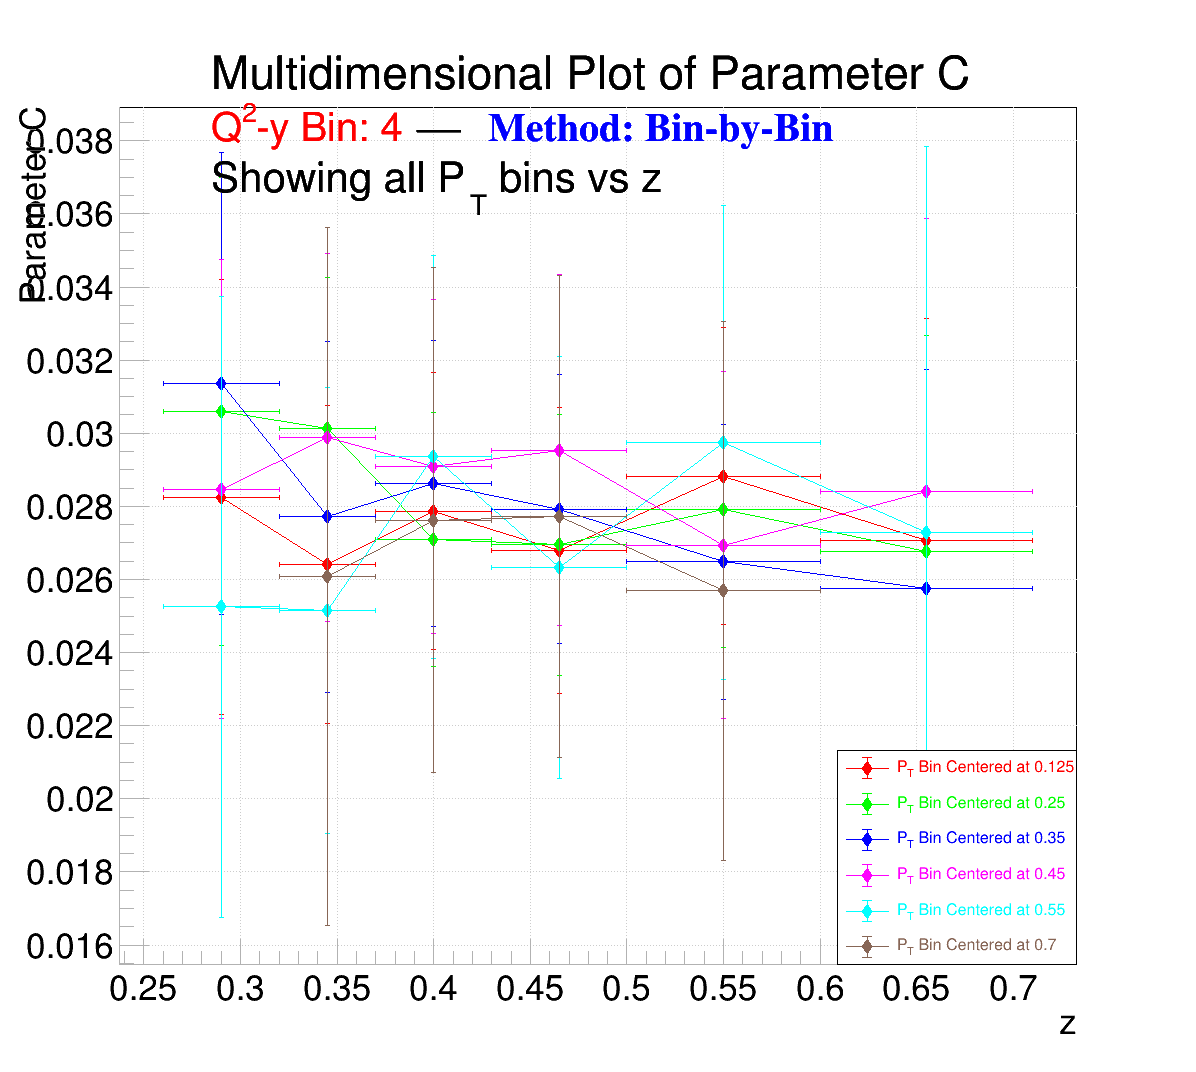 Multidimensional Plot of Parameter C
Q²-y Bin: 4 — Method: Bin-by-Bin
Showing all P_T bins vs z
Parameter C
0.038
0.036
0.034
0.032
0.03
0.028
0.026
0.024
0.022
0.02
0.018
0.016
P_T Bin Centered at 0.125
P_T Bin Centered at 0.25
P_T Bin Centered at 0.35
P_T Bin Centered at 0.45
P_T Bin Centered at 0.55
P_T Bin Centered at 0.7
0.25 0.3 0.35 0.4 0.45 0.5 0.55 0.6 0.65 0.7
z